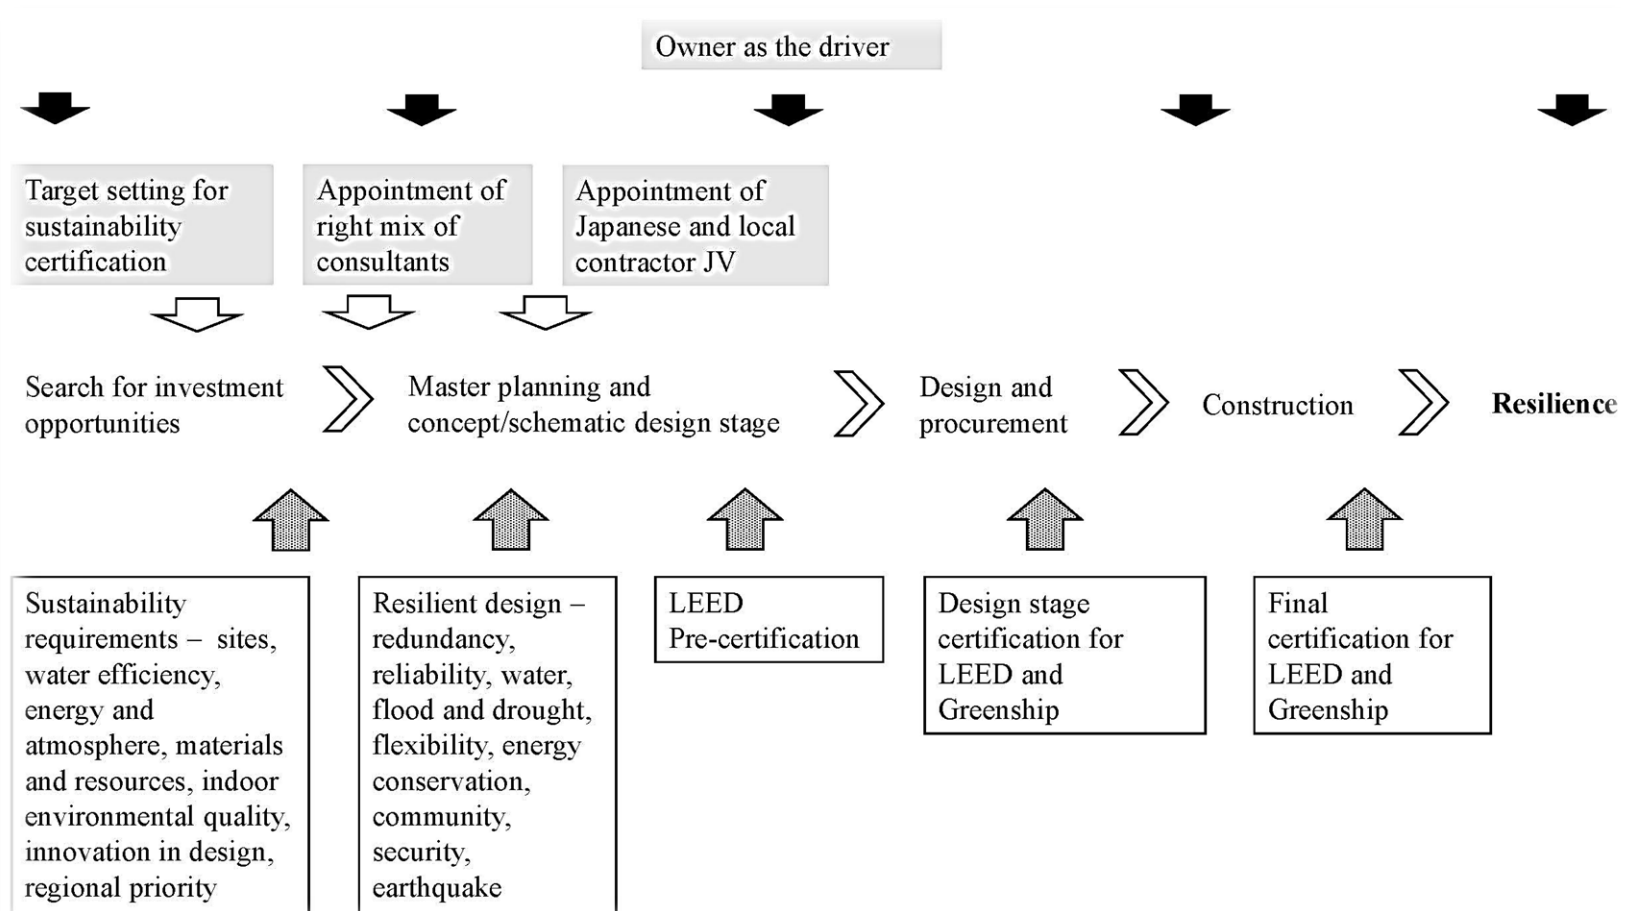 Owner as the driver
Target setting for
sustainability
certification
Appointment of
right mix of
consultants
Appointment of
Japanese and local
contractor JV
Search for investment
opportunities
Master planning and
concept/schematic design stage
Design and
procurement
Construction
Resilience
Sustainability
requirements – sites,
water efficiency,
energy and
atmosphere, materials
and resources, indoor
environmental quality,
innovation in design,
regional priority
Resilient design –
redundancy,
reliability, water,
flood and drought,
flexibility, energy
conservation,
community,
security,
earthquake
LEED
Pre-certification
Design stage
certification for
LEED and
Greenship
Final
certification for
LEED and
Greenship